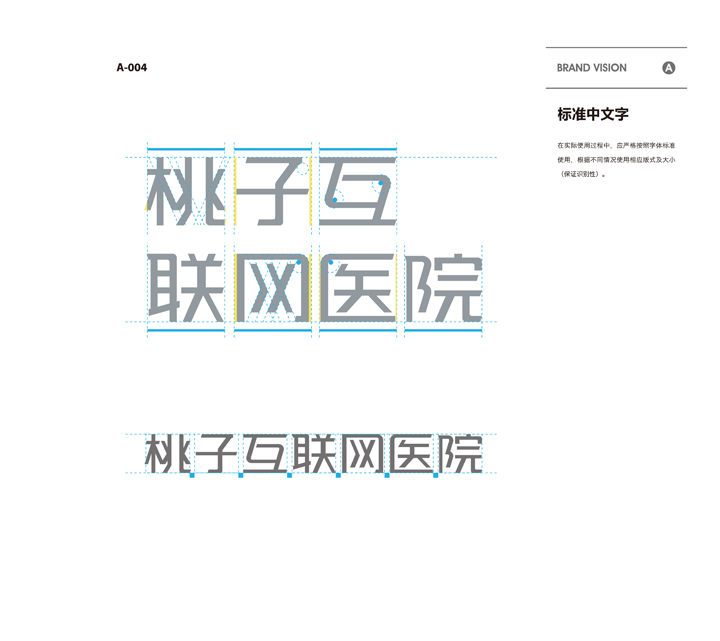 A-004
BRAND VISION A
标准中文字
在实际使用过程中，应严格按照字体标准
使用，根据不同情况使用相应版式及大小
（保证识别性）。
桃子互
联网医院
桃子互联网医院